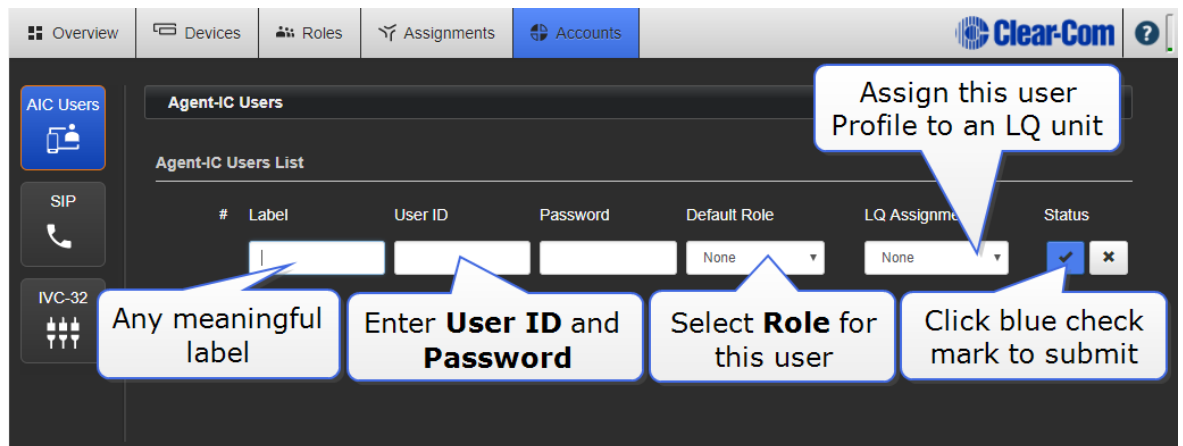 Overview Devices Roles Assignments Accounts Clear-Com ?
AIC Users
Agent-IC Users
Assign this user
Profile to an LQ unit
Agent-IC Users List
SIP
# Label User ID Password Default Role LQ Assignme Status
None None
IVC-32
Any meaningful
label
Enter User ID and
Password
Select Role for
this user
Click blue check
mark to submit